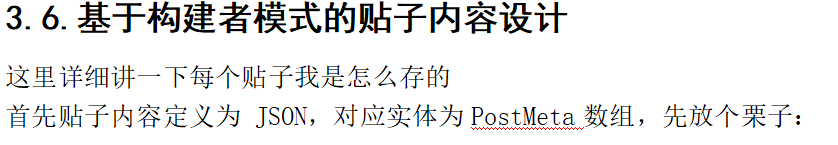 3.6.基于构建者模式的贴子内容设计
这里详细讲一下每个贴子我是怎么存的
首先贴子内容定义为 JSON，对应实体为 PostMeta 数组，先放个栗子：